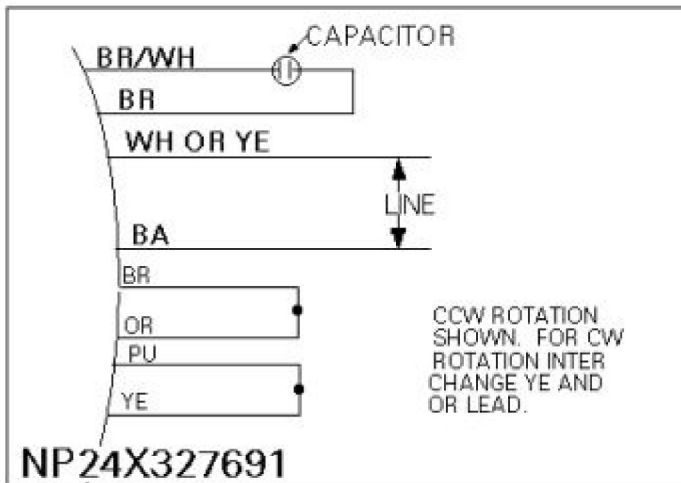 CAPACITOR
BR/WH
BR
WH OR YE
LINE
BA
BR
OR
PU
YE
CCW ROTATION
SHOWN. FOR CW
ROTATION INTER
CHANGE YE AND
OR LEAD.
NP24X327691